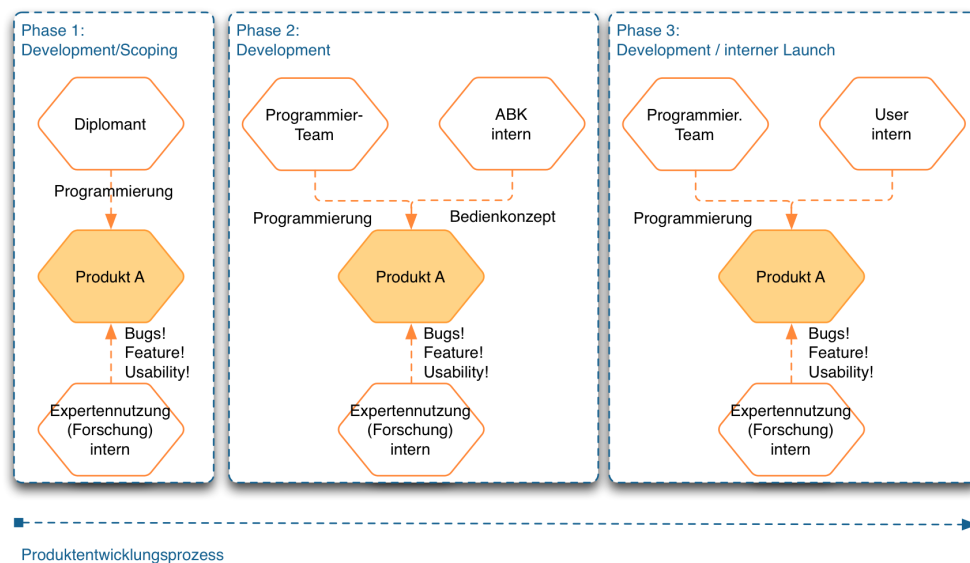 Phase 1:
Development/Scoping
Diplomant
Programmierung
Produkt A
Bugs!
Feature!
Usability!
Expertennutzung
(Forschung)
intern
Phase 2:
Development
Programmier-
Team
ABK
intern
Programmierung
Bedienkonzept
Produkt A
Bugs!
Feature!
Usability!
Expertennutzung
(Forschung)
intern
Phase 3:
Development / interner Launch
Programmier.
Team
User
intern
Programmierung
Produkt A
Bugs!
Feature!
Usability!
Expertennutzung
(Forschung)
intern
Produktentwicklungsprozess